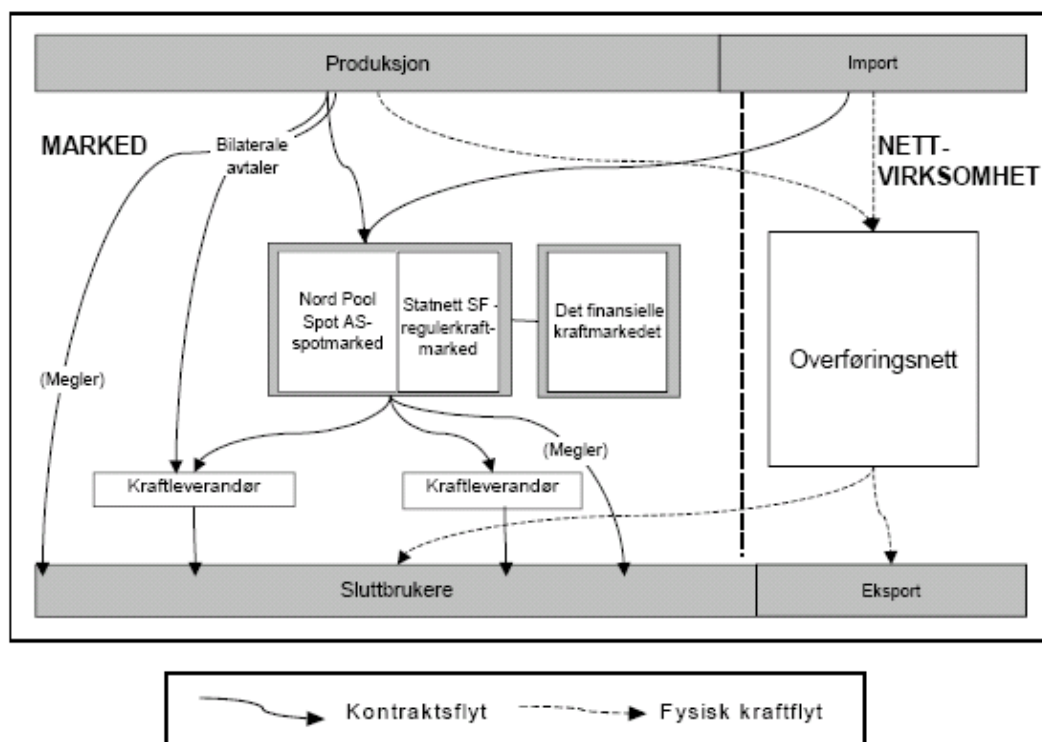 Produksjon
Import
MARKED
Bilaterale
avtaler
NETT-
VIRKSOMHET
Nord Pool
Spot AS-
spotmarked
Statnett SF -
regulerkraft-
marked
Det finansielle
kraftmarkedet
Overføringsnett
(Megler)
(Megler)
Kraftleverandør
Kraftleverandør
Sluttbrukere
Eksport
Kontraktsflyt
Fysisk kraftflyt